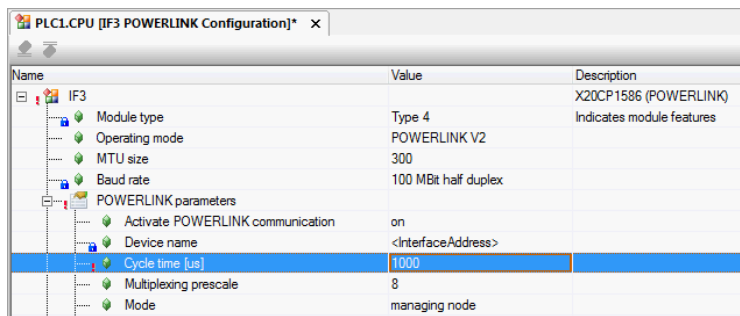 PLC1.CPU [IF3 POWERLINK Configuration]* x
Name Value Description
IF3 X20CP1586 (POWERLINK)
Module type Type 4 Indicates module features
Operating mode POWERLINK V2
MTU size 300
Baud rate 100 MBit half duplex
POWERLINK parameters
Activate POWERLINK communication on
Device name <InterfaceAddress>
Cycle time [us] 1000
Multiplexing prescale 8
Mode managing node